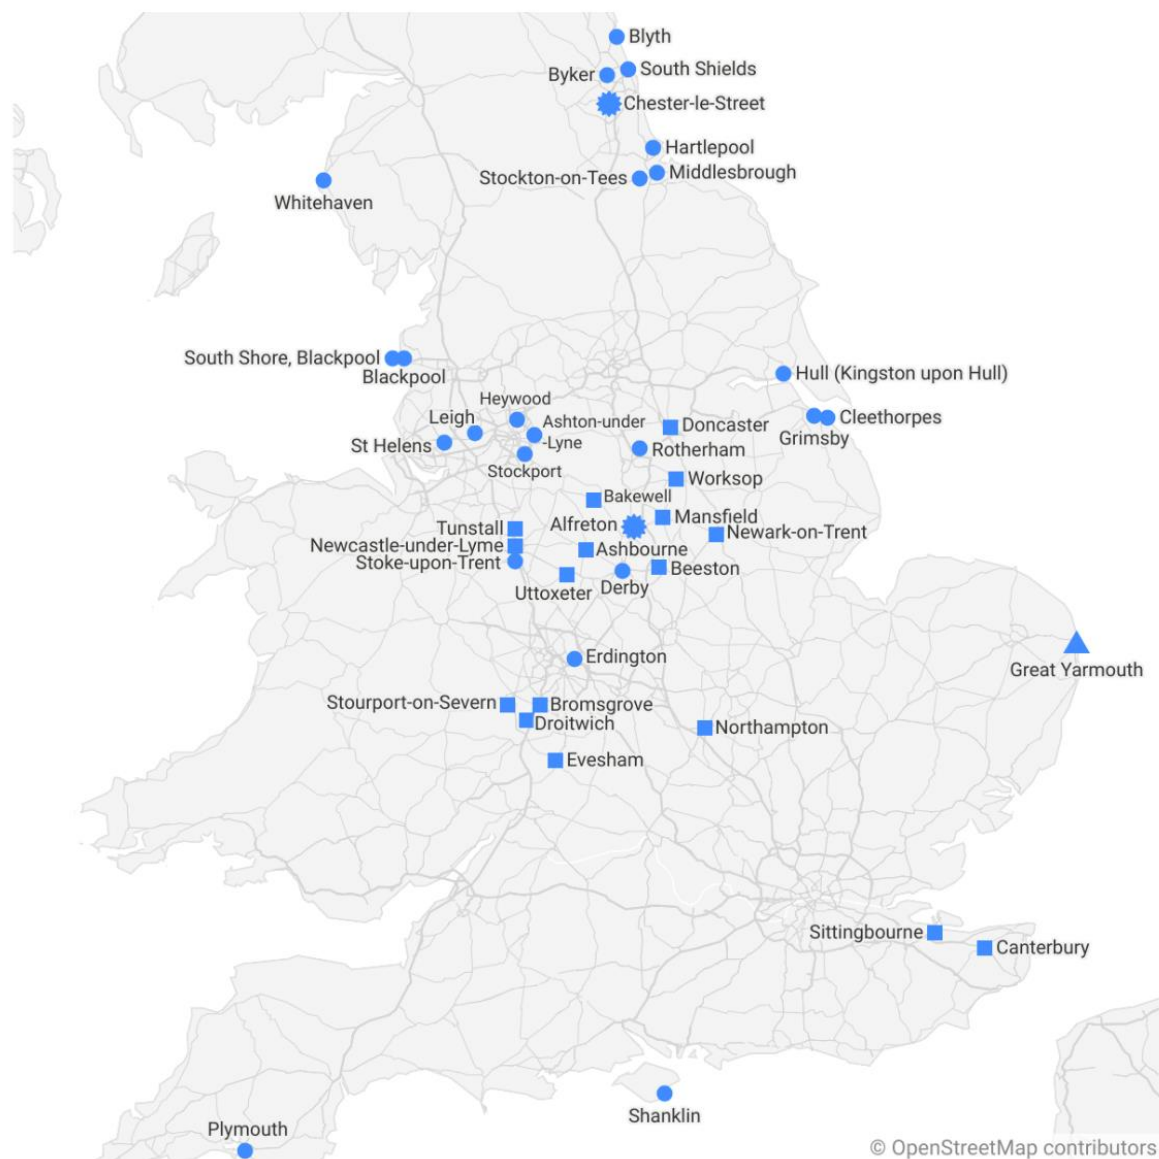 Blyth
South Shields
Byker
Chester-le-Street
Hartlepool
Middlesbrough
Stockton-on-Tees
Whitehaven
South Shore, Blackpool
Blackpool
Hull (Kingston upon Hull)
Heywood
Leigh
Ashton-under
-Lyne
St Helens
Stockport
Doncaster
Cleethorpes
Grimsby
Rotherham
Worksop
Bakewell
Mansfield
Alfreton
Newark-on-Trent
Tunstall
Newcastle-under-Lyme
Stoke-upon-Trent
Ashbourne
Beeston
Derby
Uttoxeter
Erdington
Great Yarmouth
Stourport-on-Severn
Bromsgrove
Droitwich
Northampton
Evesham
Sittingbourne
Canterbury
Shanklin
Plymouth
© OpenStreetMap contributors